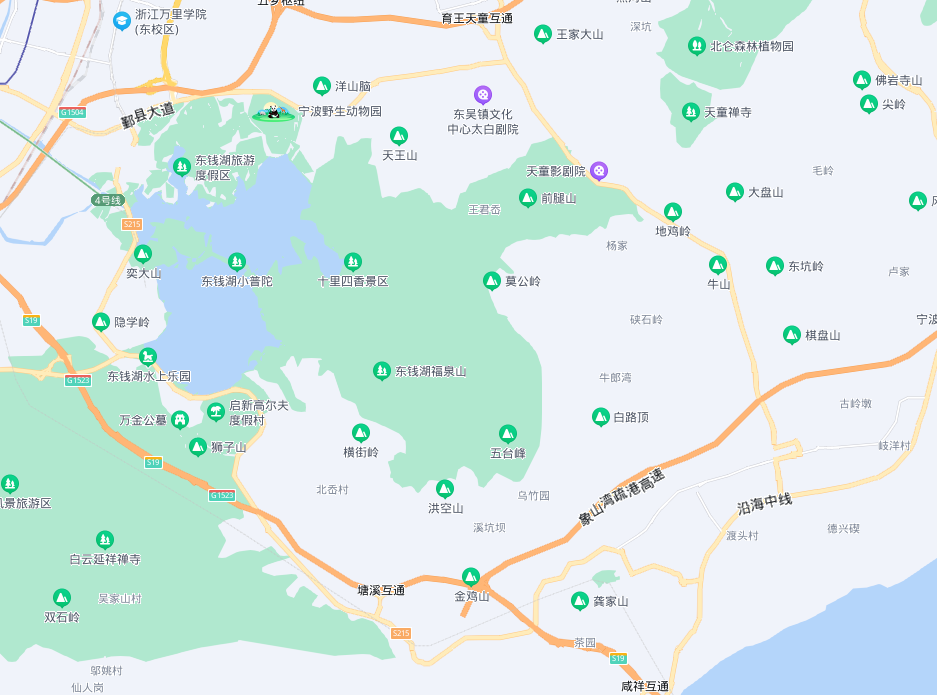 五乡枢纽
浙江万里学院
(东校区)
育王天童互通
王家大山
深坑
北仑森林植物园
洋山脑
佛岩寺山
尖岭
G1504
鄞县大道
宁波野生动物园
东吴镇文化
中心太白剧院
天童禅寺
天王山
东钱湖旅游
度假区
天童影剧院
毛岭
大盘山
前腿山
王君岙
4号线
S215
地鸡岭
杨家
奕大山
东钱湖小普陀
十里四香景区
莫公岭
牛山
东坑岭
卢家
隐学岭
S19
硖石岭
棋盘山
宁波
东钱湖水上乐园
G1523
东钱湖福泉山
牛郎湾
启新高尔夫
度假村
万金公墓
白路顶
古岭墩
狮子山
横街岭
五台峰
岐洋村
S19
G1523
北岙村
洪空山
乌竹园
象山湾疏港高速
沿海中线
风景旅游区
溪坑坝
渡头村
德兴碶
白云延祥禅寺
吴家山村
双石岭
塘溪互通
金鸡山
龚家山
S215
茶园
S19
邬姚村
仙人岗
咸祥互通